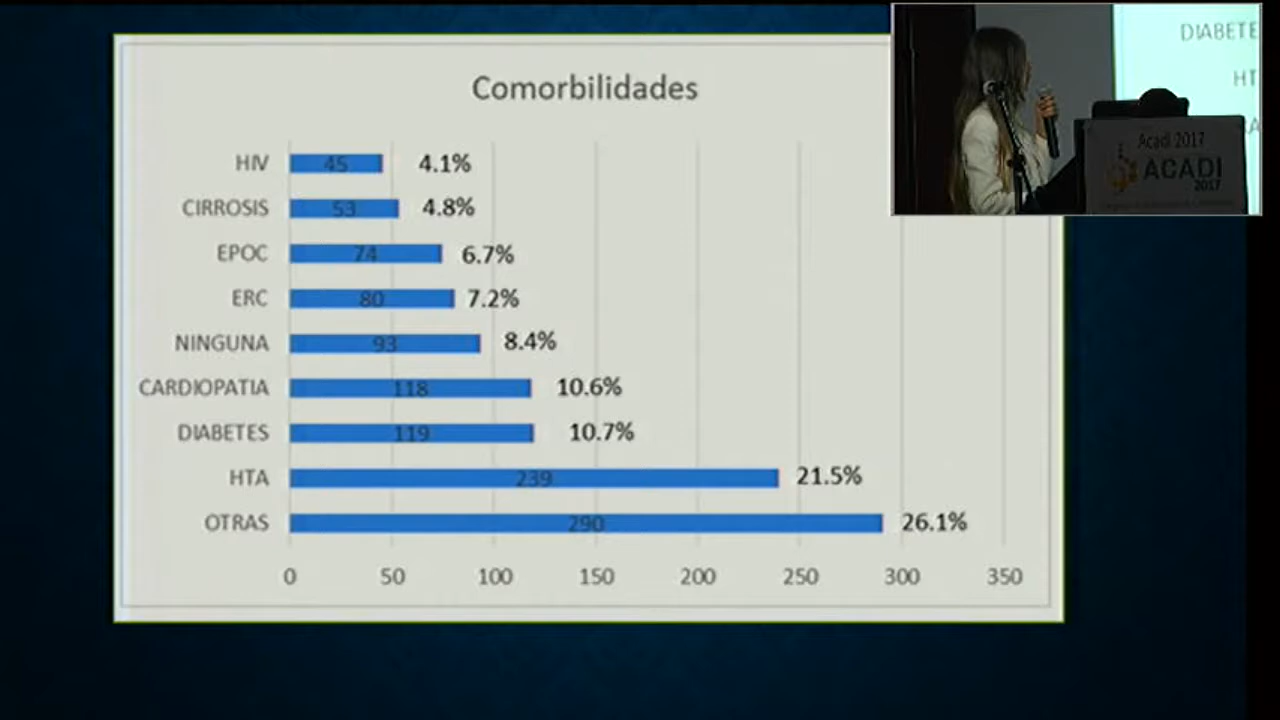 Comorbilidades
HIV 45 4.1%
CIRROSIS 53 4.8%
EPOC 74 6.7%
ERC 80 7.2%
NINGUNA 93 8.4%
CARDIOPATIA 118 10.6%
DIABETES 119 10.7%
HTA 239 21.5%
OTRAS 290 26.1%
0 50 100 150 200 250 300 350
DIABETE
HT
Acadi 2017
ACADI
2017